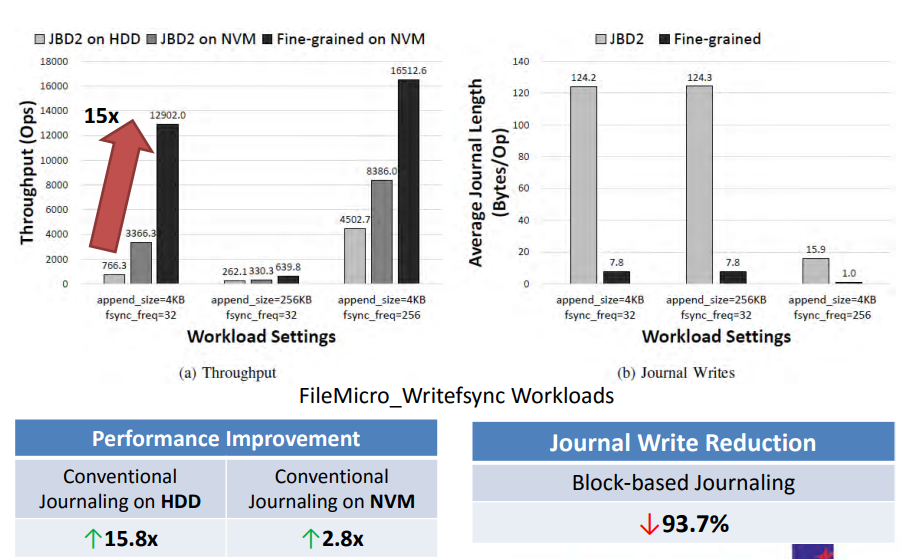 JBD2 on HDD JBD2 on NVM Fine-grained on NVM
Throughput (Ops)
18000
16000
14000
12000
10000
8000
6000
4000
2000
0
15x
766.3 3366.3 12902.0
262.1 330.3 639.8
4502.7 8386.0 16512.6
append_size=4KB append_size=256KB append_size=4KB
fsync_freq=32 fsync_freq=32 fsync_freq=256
Workload Settings
(a) Throughput
JBD2 Fine-grained
Average Journal Length
(Bytes/Op)
140
120
100
80
60
40
20
0
124.2 7.8
124.3 7.8
15.9 1.0
append_size=4KB append_size=256KB append_size=4KB
fsync_freq=32 fsync_freq=32 fsync_freq=256
Workload Settings
(b) Journal Writes
FileMicro_Writefsync Workloads
Performance Improvement
Conventional
Journaling on HDD
Conventional
Journaling on NVM
↑15.8x ↑2.8x
Journal Write Reduction
Block-based Journaling
↓93.7%